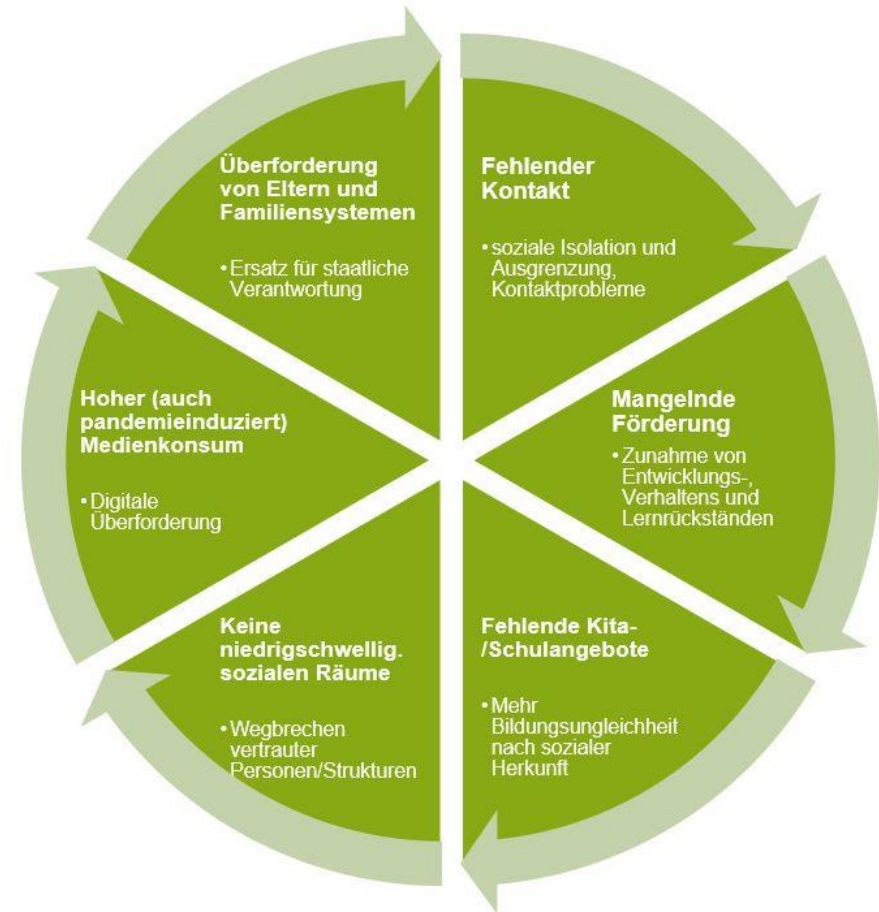 Überforderung
von Eltern und
Familiensystemen
• Ersatz für staatliche
Verantwortung
Fehlender
Kontakt
• soziale Isolation und
Ausgrenzung,
Kontaktprobleme
Mangelnde
Förderung
• Zunahme von
Entwicklungs-,
Verhaltens und
Lernrückständen
Fehlende Kita-
/Schulangebote
• Mehr
Bildungsungleichheit
nach sozialer
Herkunft
Keine
niedrigschwellig.
sozialen Räume
• Wegbrechen
vertrauter
Personen/Strukturen
Hoher (auch
pandemieinduziert)
Medienkonsum
• Digitale
Überforderung